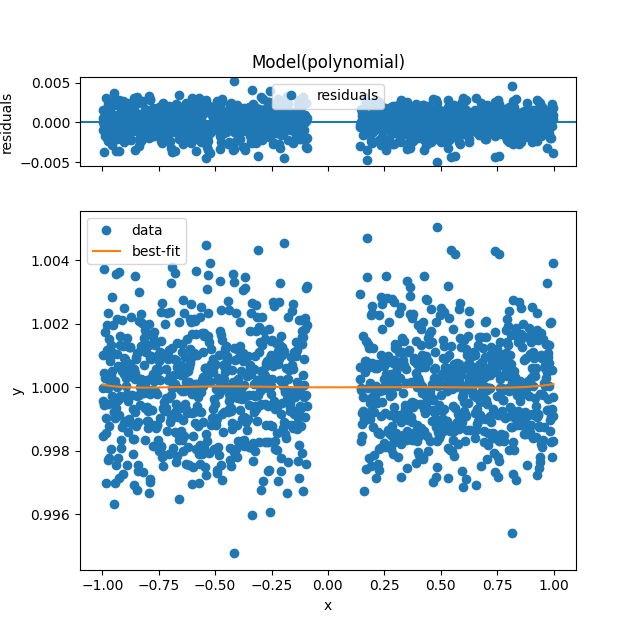 Model(polynomial)
residuals
0.005
0.000
−0.005
residuals
data
best-fit
y
1.004
1.002
1.000
0.998
0.996
−1.00 −0.75 −0.50 −0.25 0.00 0.25 0.50 0.75 1.00
x